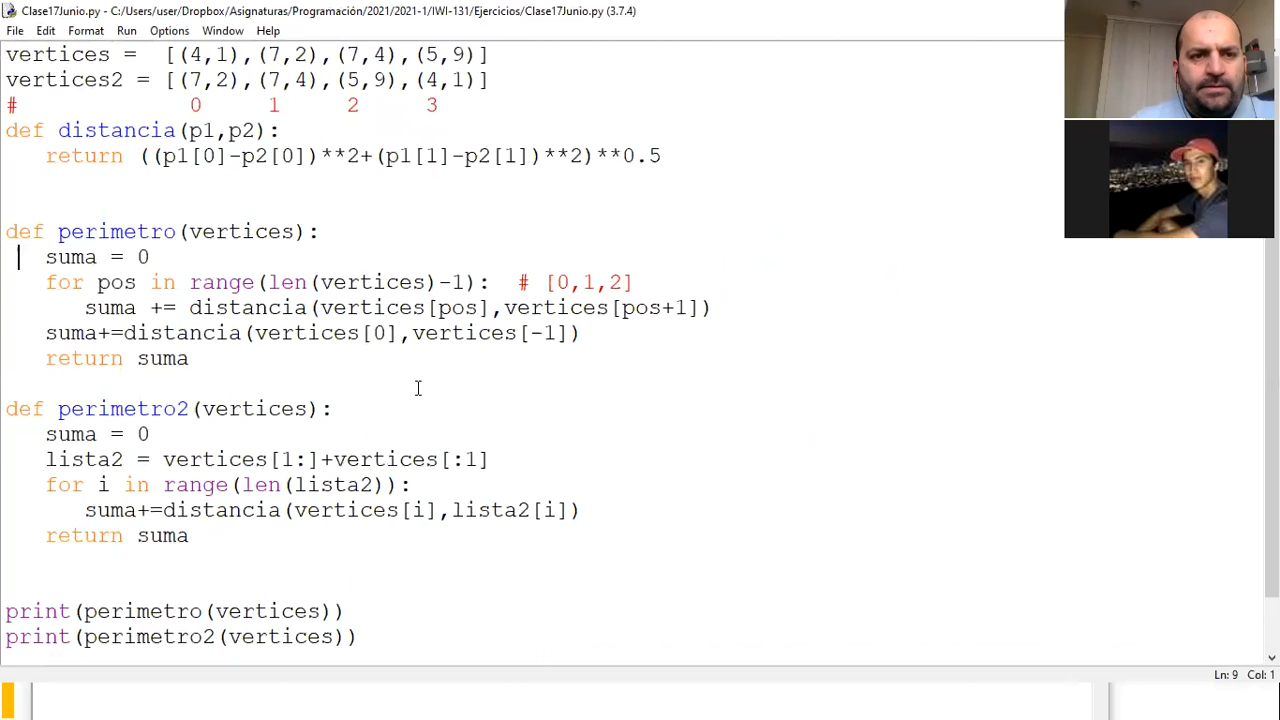 Clase17Junio.py - C:/Users/user/Dropbox/Asignaturas/Programación/2021/2021-1/IWI-131/Ejercicios/Clase17Junio.py (3.7.4)
File Edit Format Run Options Window Help
vertices =  [(4,1),(7,2),(7,4),(5,9)]
vertices2 = [(7,2),(7,4),(5,9),(4,1)]
#             0     1     2     3
def distancia(p1,p2):
   return ((p1[0]-p2[0])**2+(p1[1]-p2[1])**2)**0.5
def perimetro(vertices):
   suma = 0
   for pos in range(len(vertices)-1):  # [0,1,2]
      suma += distancia(vertices[pos],vertices[pos+1])
   suma+=distancia(vertices[0],vertices[-1])
   return suma
def perimetro2(vertices):
   suma = 0
   lista2 = vertices[1:]+vertices[:1]
   for i in range(len(lista2)):
      suma+=distancia(vertices[i],lista2[i])
   return suma
print(perimetro(vertices))
print(perimetro2(vertices))
Ln: 9 Col: 1